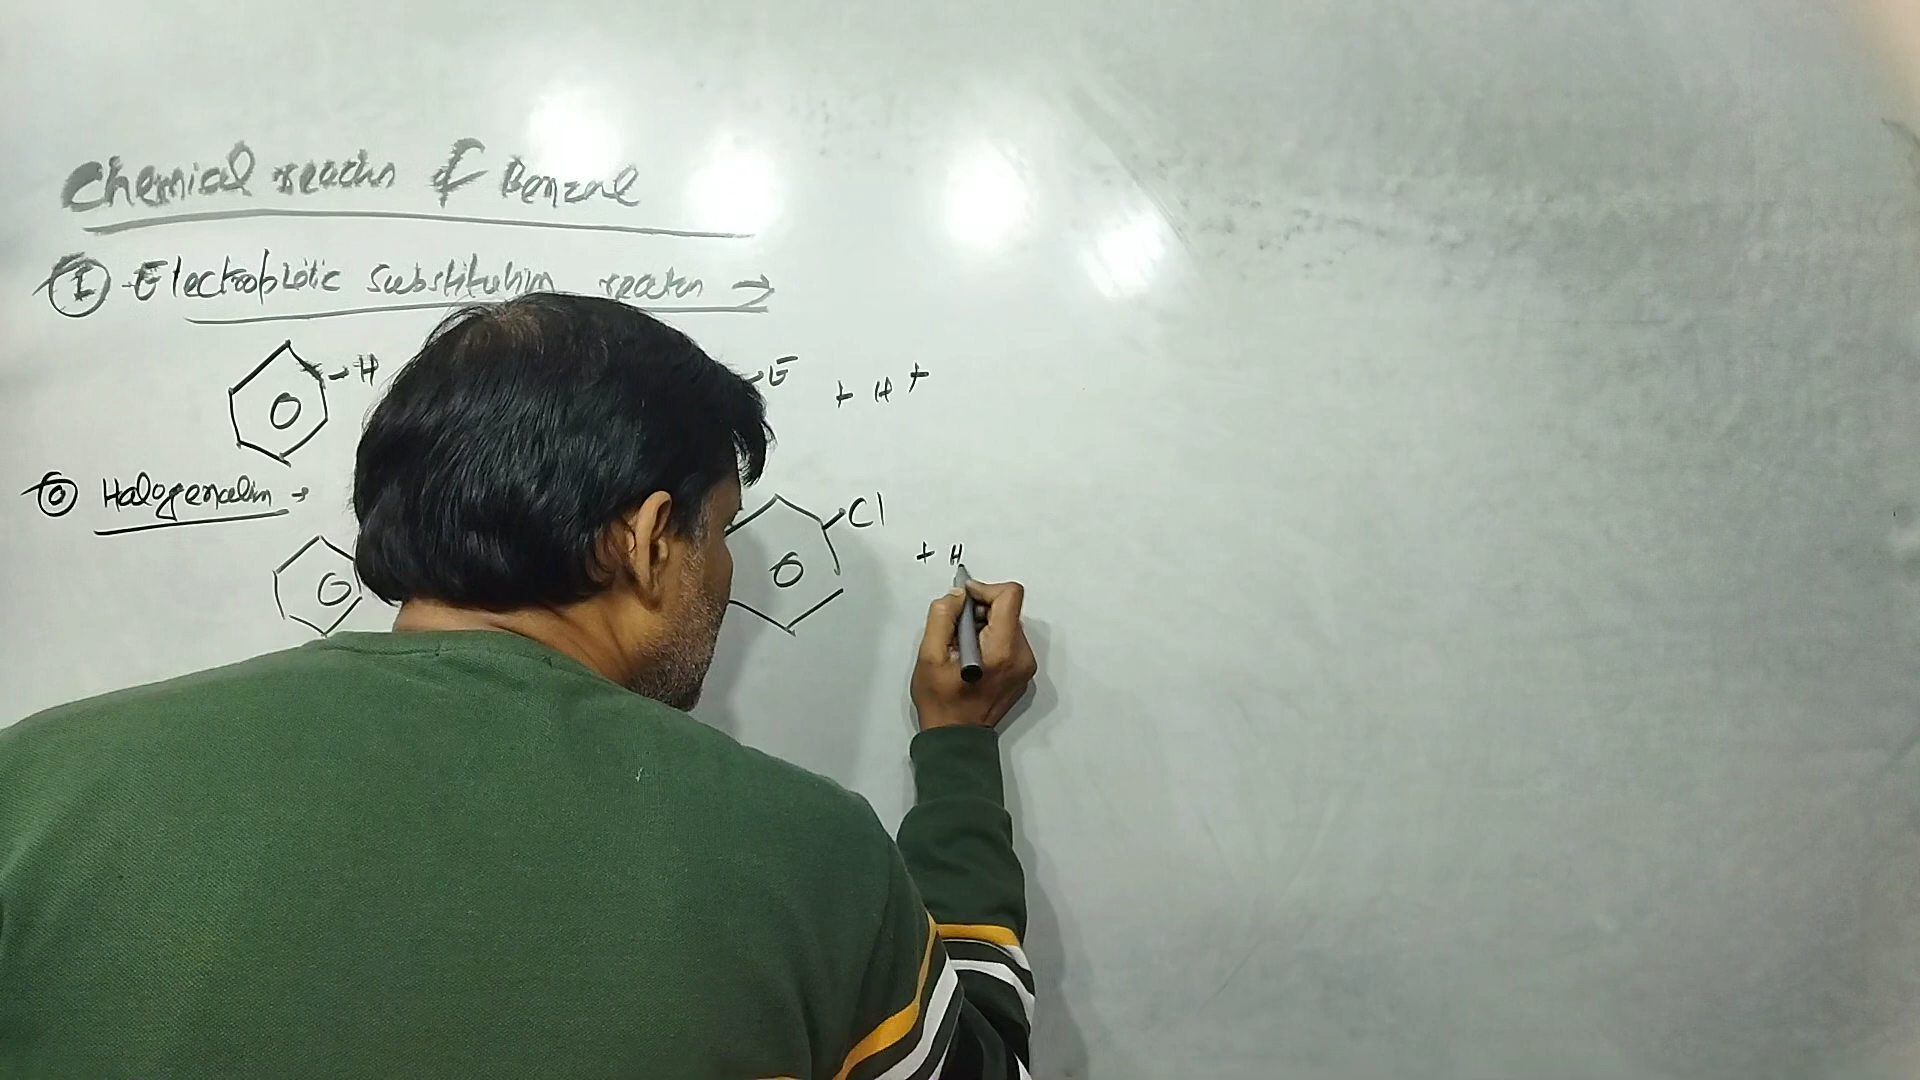 Chemical reactn of Benzene
(I) Electrophilic substitution reactn →
-H E + H+
Halogenation →
Cl + H